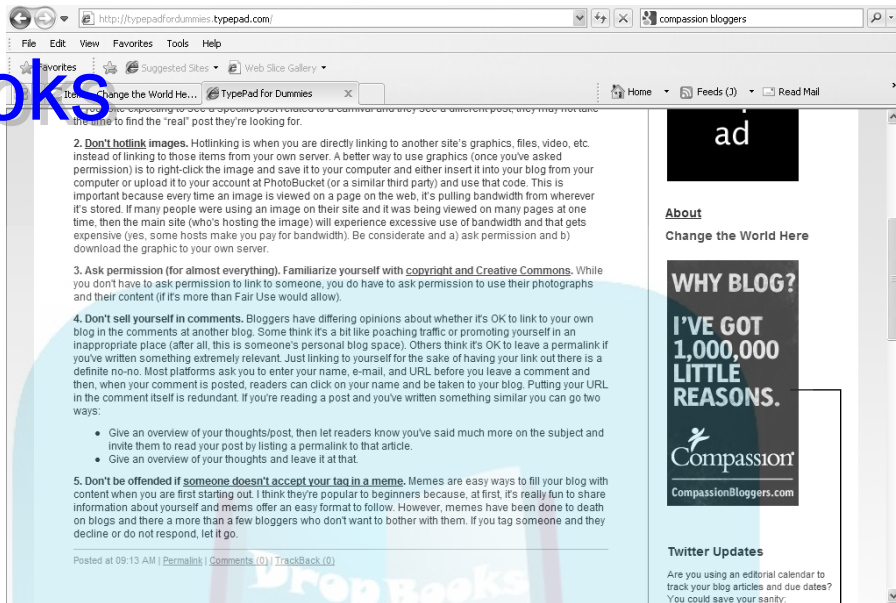 http://typepadfordummies.typepad.com/
compassion bloggers
File Edit View Favorites Tools Help
Favorites Suggested Sites Web Slice Gallery
oks
Change the World He... TypePad for Dummies x
Home Feeds (J) Read Mail
the time to find the “real” post they're looking for.
2. Don't hotlink images. Hotlinking is when you are directly linking to another site's graphics, files, video, etc.
instead of linking to those items from your own server. A better way to use graphics (once you've asked
permission) is to right-click the image and save it to your computer and either insert it into your blog from your
computer or upload it to your account at PhotoBucket (or a similar third party) and use that code. This is
important because every time an image is viewed on a page on the web, it's pulling bandwidth from wherever
it's stored. If many people were using an image on their site and it was being viewed on many pages at one
time, then the main site (who's hosting the image) will experience excessive use of bandwidth and that gets
expensive (yes, some hosts make you pay for bandwidth). Be considerate and a) ask permission and b)
download the graphic to your own server.
3. Ask permission (for almost everything). Familiarize yourself with copyright and Creative Commons. While
you don't have to ask permission to link to someone, you do have to ask permission to use their photographs
and their content (if it's more than Fair Use would allow).
4. Don't sell yourself in comments. Bloggers have differing opinions about whether it's OK to link to your own
blog in the comments at another blog. Some think it's a bit like poaching traffic or promoting yourself in an
inappropriate place (after all, this is someone's personal blog space). Others think it's OK to leave a permalink if
you've written something extremely relevant. Just linking to yourself for the sake of having your link out there is a
definite no-no. Most platforms ask you to enter your name, e-mail, and URL before you leave a comment and
then, when your comment is posted, readers can click on your name and be taken to your blog. Putting your URL
in the comment itself is redundant. If you're reading a post and you've written something similar you can go two
ways:
• Give an overview of your thoughts/post, then let readers know you've said much more on the subject and
invite them to read your post by listing a permalink to that article.
• Give an overview of your thoughts and leave it at that.
5. Don't be offended if someone doesn't accept your tag in a meme. Memes are easy ways to fill your blog with
content when you are first starting out. I think they're popular to beginners because, at first, it's really fun to share
information about yourself and mems offer an easy format to follow. However, memes have been done to death
on blogs and there a more than a few bloggers who don't want to bother with them. If you tag someone and they
decline or do not respond, let it go.
Posted at 09:13 AM | Permalink | Comments (0) | TrackBack (0)
Drop Books
ad
About
Change the World Here
WHY BLOG?
I'VE GOT
1,000,000
LITTLE
REASONS.
Compassion
CompassionBloggers.com
Twitter Updates
Are you using an editorial calendar to
track your blog articles and due dates?
You could save your sanity: